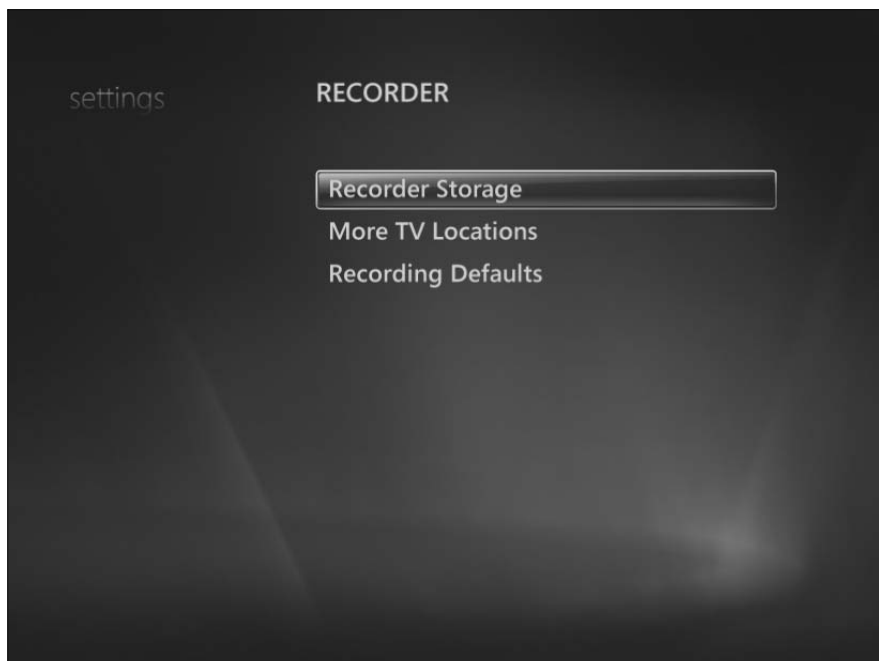 settings
RECORDER
Recorder Storage
More TV Locations
Recording Defaults